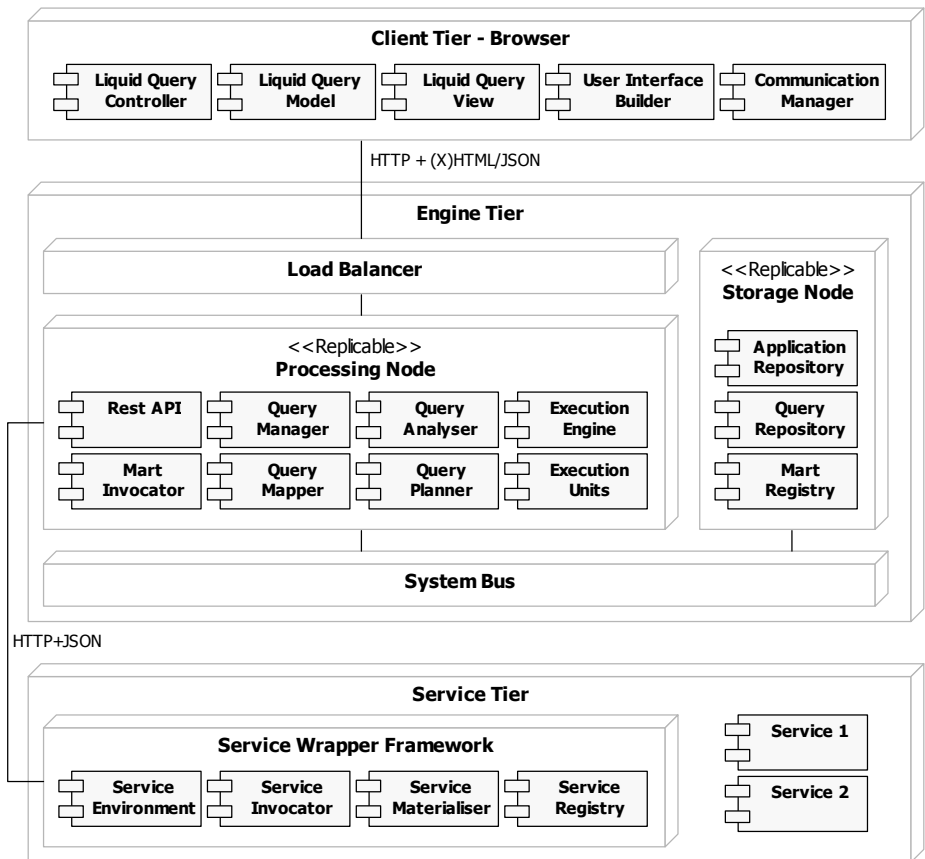 Client Tier - Browser
Liquid Query
Controller
Liquid Query
Model
Liquid Query
View
User Interface
Builder
Communication
Manager
HTTP + (X)HTML/JSON
Engine Tier
Load Balancer
<<Replicable>>
Storage Node
Application
Repository
Query
Repository
Mart
Registry
<<Replicable>>
Processing Node
Rest API
Query
Manager
Query
Analyser
Execution
Engine
Mart
Invocator
Query
Mapper
Query
Planner
Execution
Units
System Bus
HTTP+JSON
Service Tier
Service Wrapper Framework
Service
Environment
Service
Invocator
Service
Materialiser
Service
Registry
Service 1
Service 2